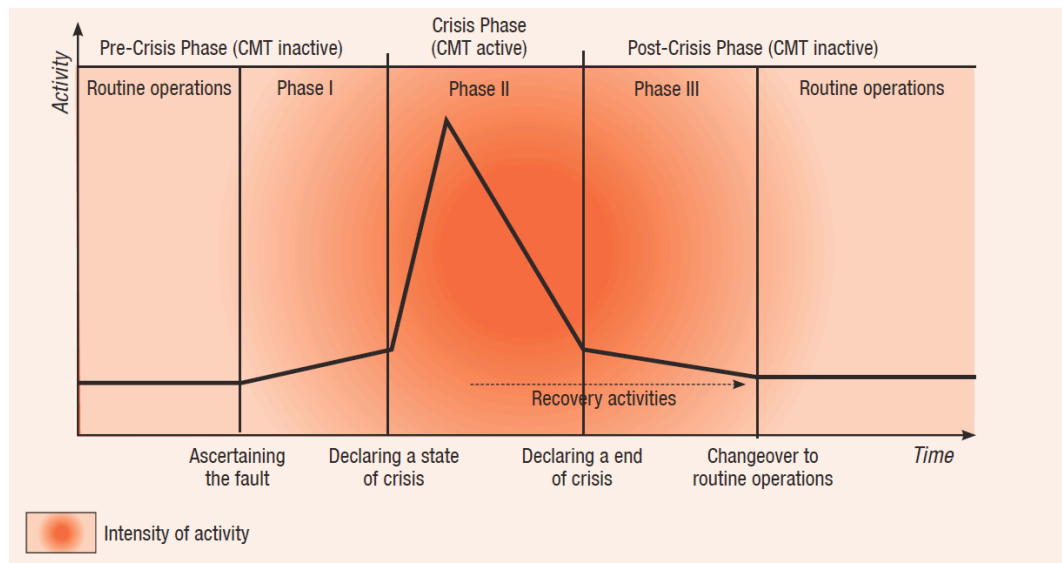 Crisis Phase
Pre-Crisis Phase (CMT inactive)
(CMT active)
Post-Crisis Phase (CMT inactive)
Activity
Routine operations
Phase I
Phase II
Phase III
Routine operations
Recovery activities
Ascertaining
the fault
Declaring a state
of crisis
Declaring a end
of crisis
Changeover to
routine operations
Time
Intensity of activity